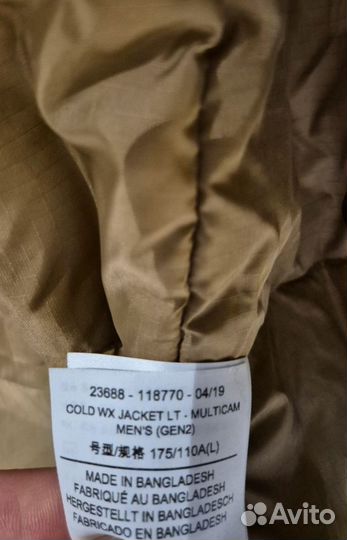 23688 - 118770 - 04/19
COLD WX JACKET LT - MULTICAM
MEN'S (GEN2)
号型/规格 175/110A(L)
MADE IN BANGLADESH
FABRIQUÉ AU BANGLADESH
HERGESTELLT IN BANGLADESCH
FABRICADO EN BANGLADESH
Avito